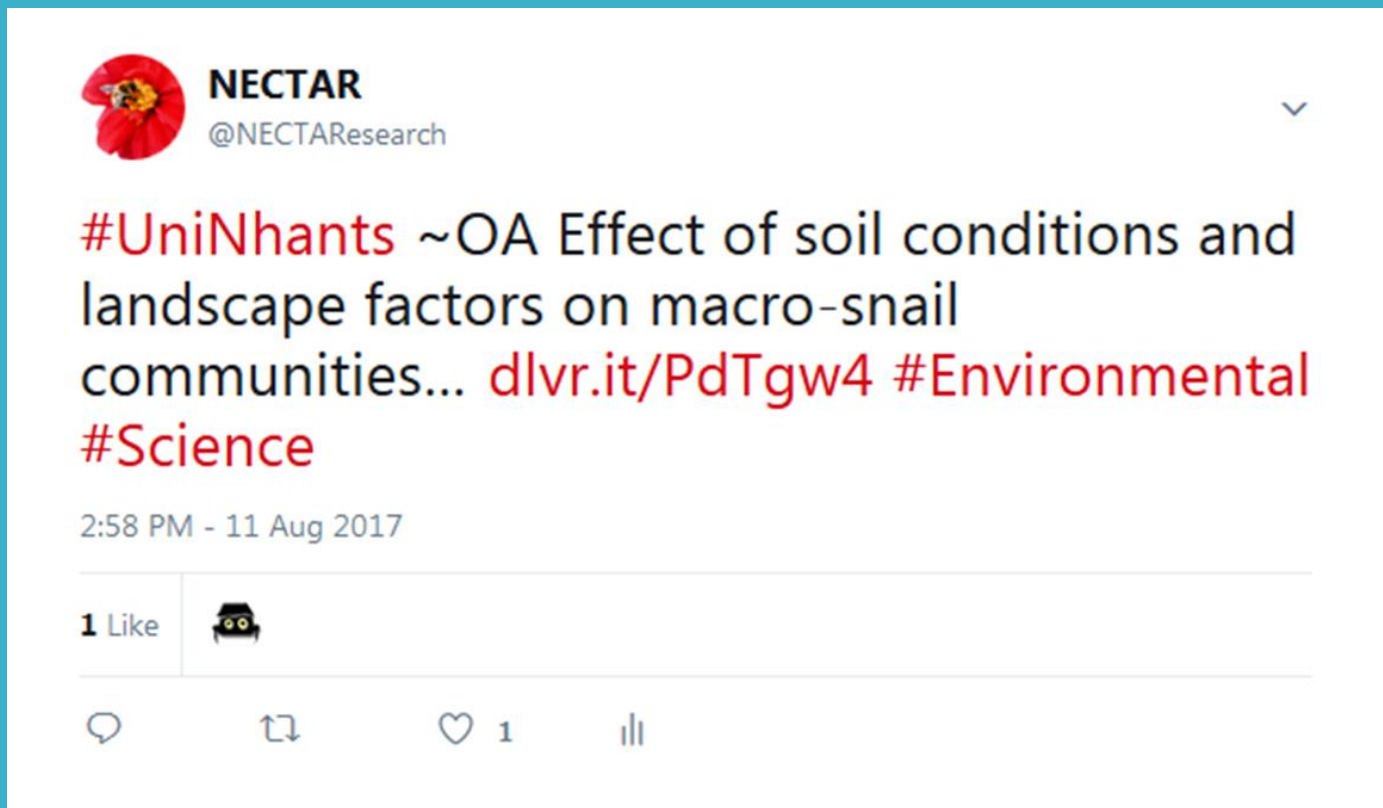 NECTAR
@NECTAResearch
#UniNhants ~OA Effect of soil conditions and
landscape factors on macro-snail
communities... dlvr.it/PdTgw4 #Environmental
#Science
2:58 PM - 11 Aug 2017
1 Like
1